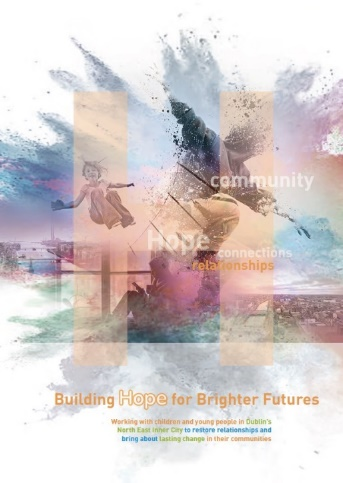 community
Hope connections
relationships
Building Hope for Brighter Futures
Working with children and young people in Dublin's
North East Inner City to restore relationships and
bring about lasting change in their communities